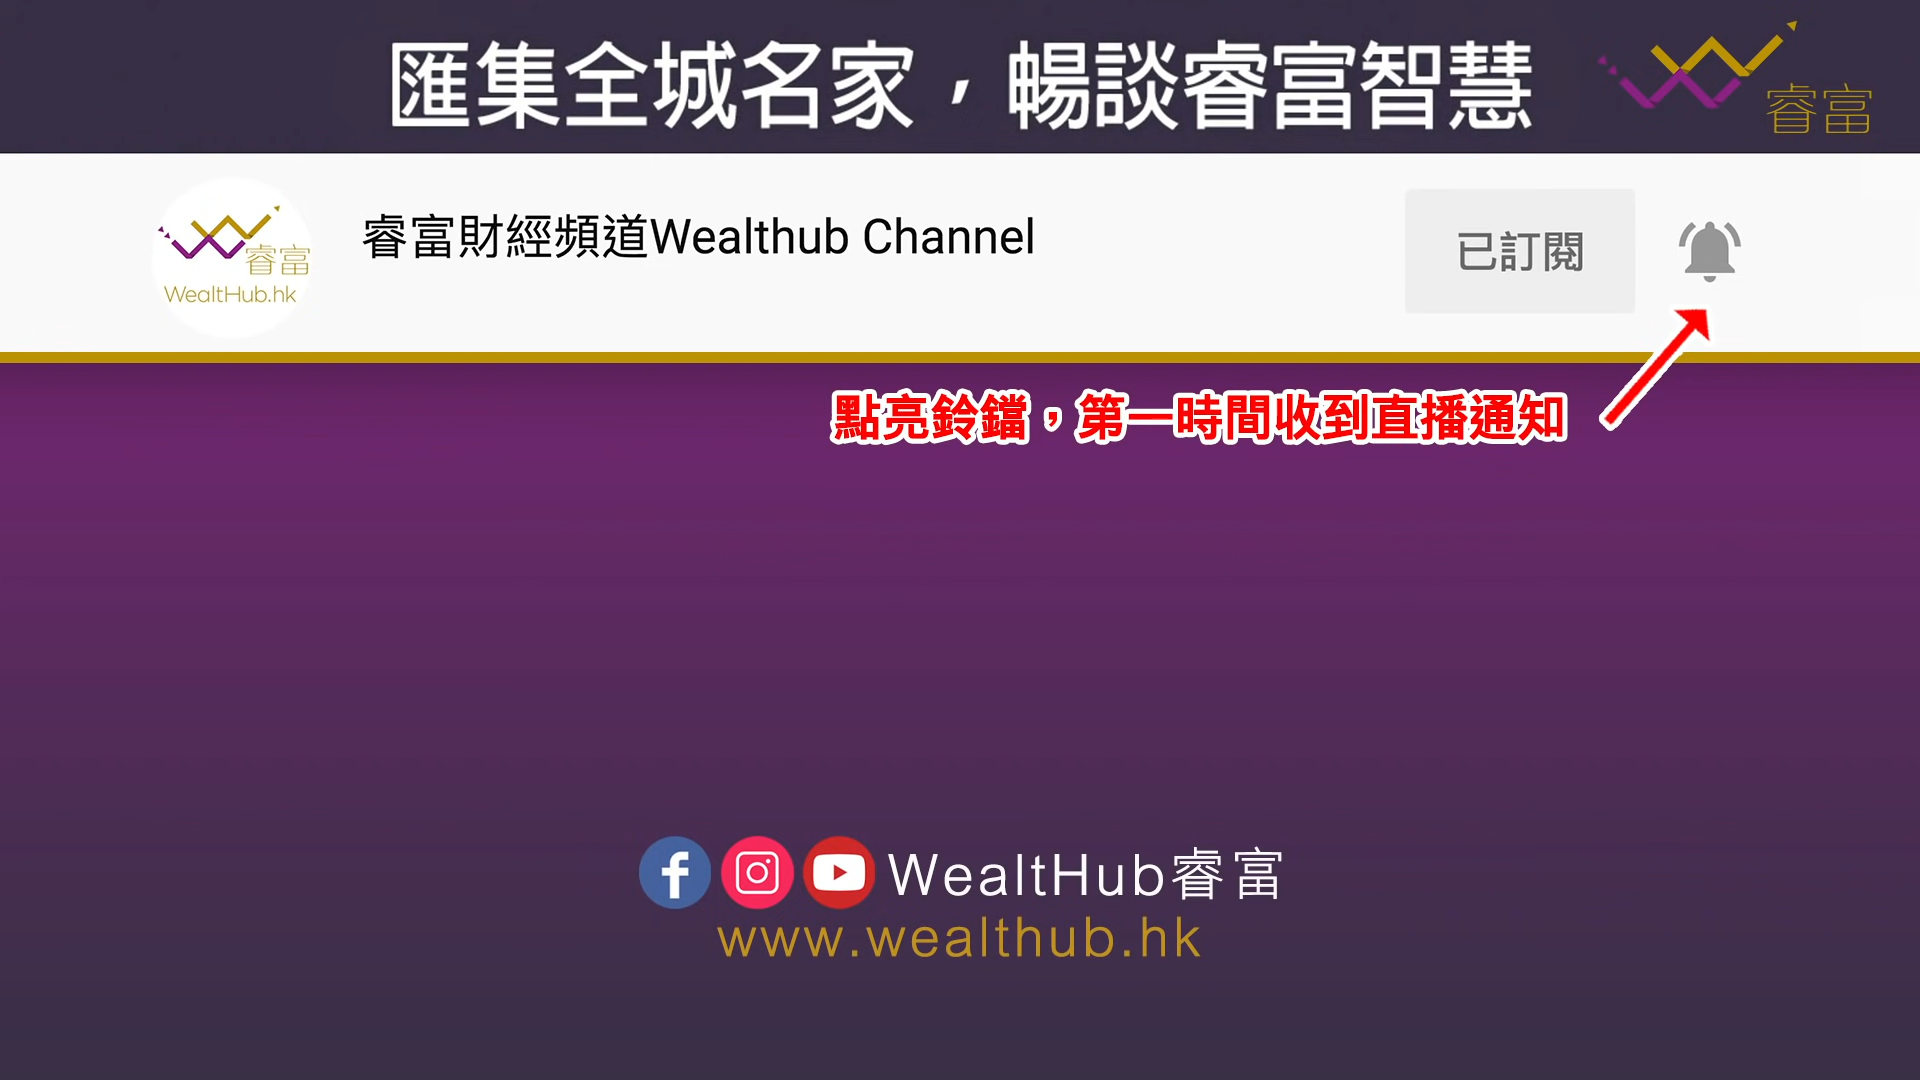 匯集全城名家，暢談睿富智慧
睿富
睿富
WealtHub.hk
睿富財經頻道Wealthub Channel
已訂閱
點亮鈴鐺，第一時間收到直播通知
WealtHub睿富
www.wealthub.hk